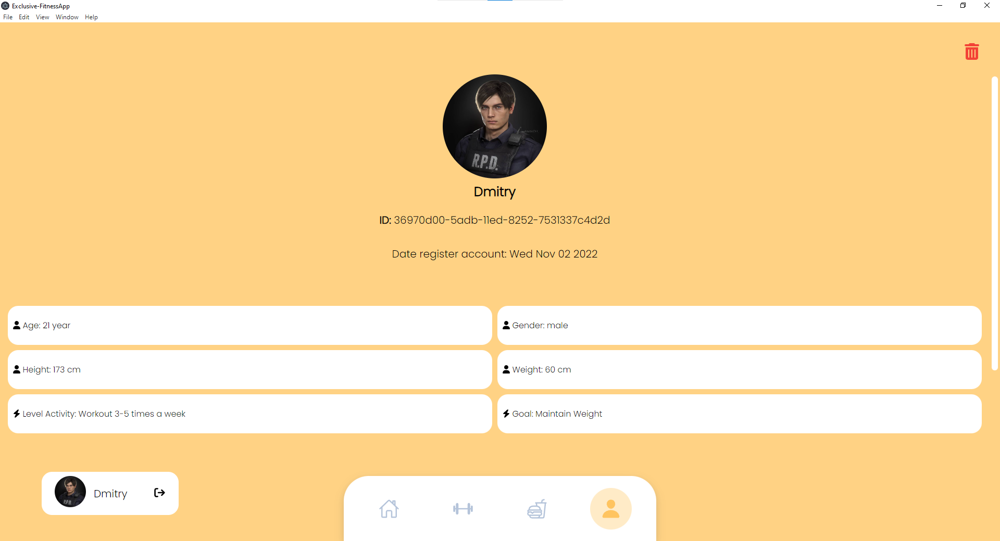 Exclusive-FitnessApp
File Edit View Window Help
R.P.D.
Dmitry
ID: 36970d00-5adb-11ed-8252-7531337c4d2d
Date register account: Wed Nov 02 2022
Age: 21 year
Gender: male
Height: 173 cm
Weight: 60 cm
Level Activity: Workout 3-5 times a week
Goal: Maintain Weight
R.P.D.
Dmitry